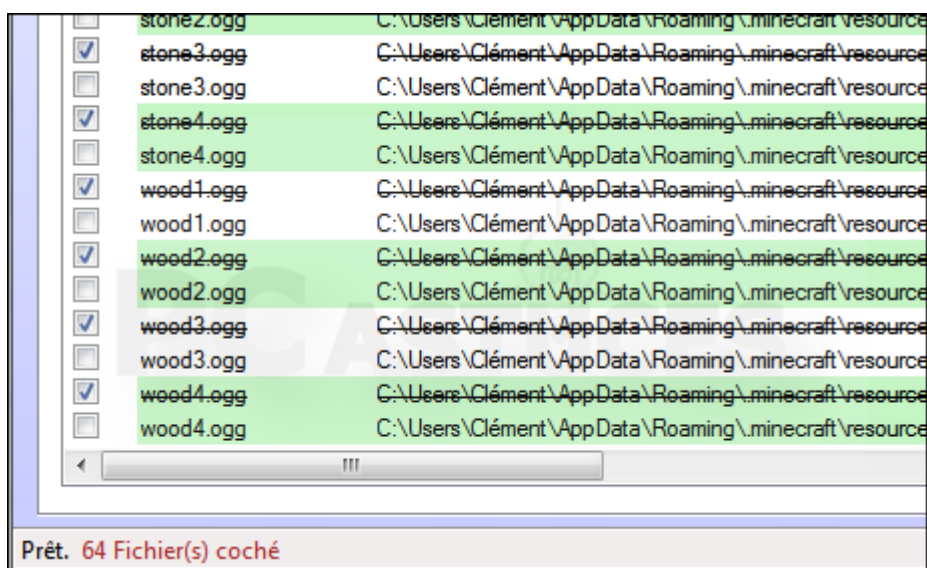 stone2.ogg C:\Users\Clément\AppData\Roaming\.minecraft\resource
stone3.ogg C:\Users\Clément\AppData\Roaming\.minecraft\resource
stone3.ogg C:\Users\Clément\AppData\Roaming\.minecraft\resource
stone4.ogg C:\Users\Clément\AppData\Roaming\.minecraft\resource
stone4.ogg C:\Users\Clément\AppData\Roaming\.minecraft\resource
wood1.ogg C:\Users\Clément\AppData\Roaming\.minecraft\resource
wood1.ogg C:\Users\Clément\AppData\Roaming\.minecraft\resource
wood2.ogg C:\Users\Clément\AppData\Roaming\.minecraft\resource
wood2.ogg C:\Users\Clément\AppData\Roaming\.minecraft\resource
PC ASTUCES
wood3.ogg C:\Users\Clément\AppData\Roaming\.minecraft\resource
wood3.ogg C:\Users\Clément\AppData\Roaming\.minecraft\resource
wood4.ogg C:\Users\Clément\AppData\Roaming\.minecraft\resource
wood4.ogg C:\Users\Clément\AppData\Roaming\.minecraft\resource
Prêt. 64 Fichier(s) coché